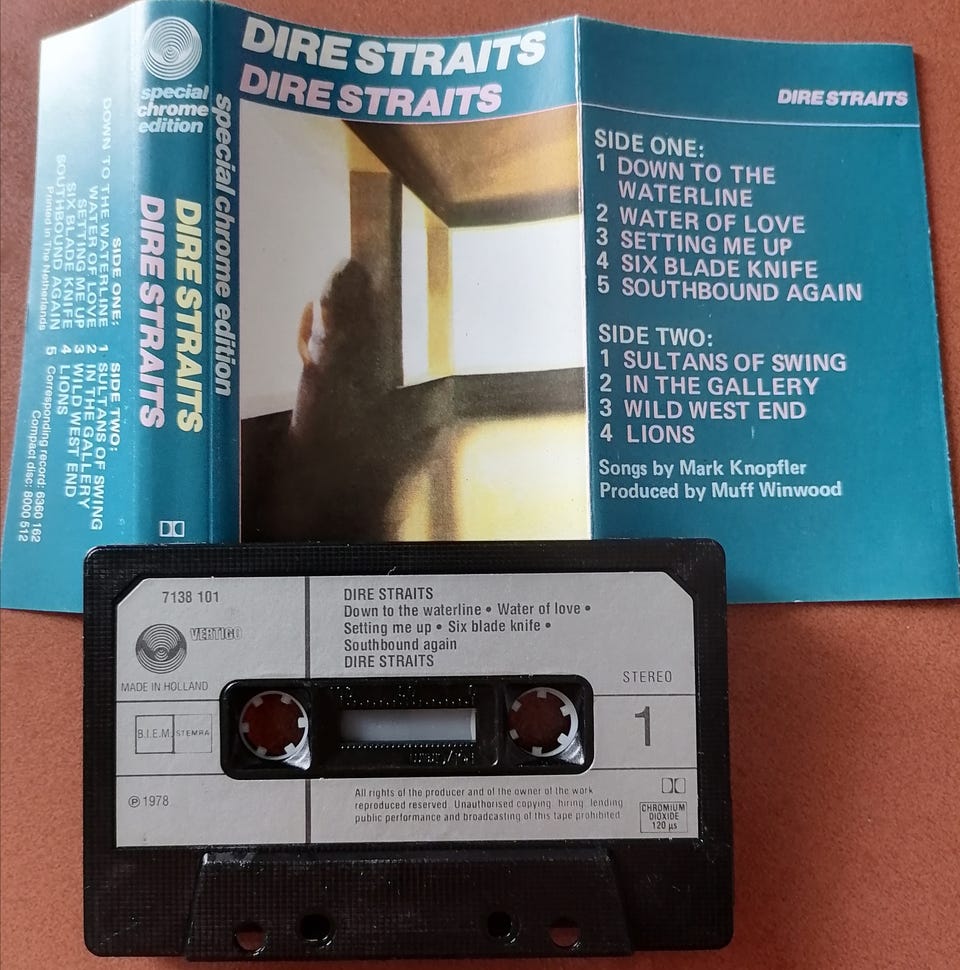 DIRE STRAITS
DIRE STRAITS
special
chrome
edition
special chrome edition
DIRE STRAITS
DIRE STRAITS
SIDE ONE:
1 DOWN TO THE WATERLINE
2 WATER OF LOVE
3 SETTING ME UP
4 SIX BLADE KNIFE
5 SOUTHBOUND AGAIN
Printed in The Netherlands
SIDE TWO:
SULTANS OF SWING
IN THE GALLERY
WILD WEST END
LIONS
Corresponding record: 6360 162
Compact disc: 8000 512
DIRE STRAITS
SIDE ONE:
1 DOWN TO THE
WATERLINE
2 WATER OF LOVE
3 SETTING ME UP
4 SIX BLADE KNIFE
5 SOUTHBOUND AGAIN
SIDE TWO:
1 SULTANS OF SWING
2 IN THE GALLERY
3 WILD WEST END
4 LIONS
Songs by Mark Knopfler
Produced by Muff Winwood
7138 101
VERTIGO
MADE IN HOLLAND
B.I.E.M. STEMRA
℗ 1978
DIRE STRAITS
Down to the waterline • Water of love •
Setting me up • Six blade knife •
Southbound again
DIRE STRAITS
STEREO
1
All rights of the producer and of the owner of the work
reproduced reserved. Unauthorised copying, hiring, lending
public performance and broadcasting of this tape prohibited
CHROMIUM
DIOXIDE
120 µs